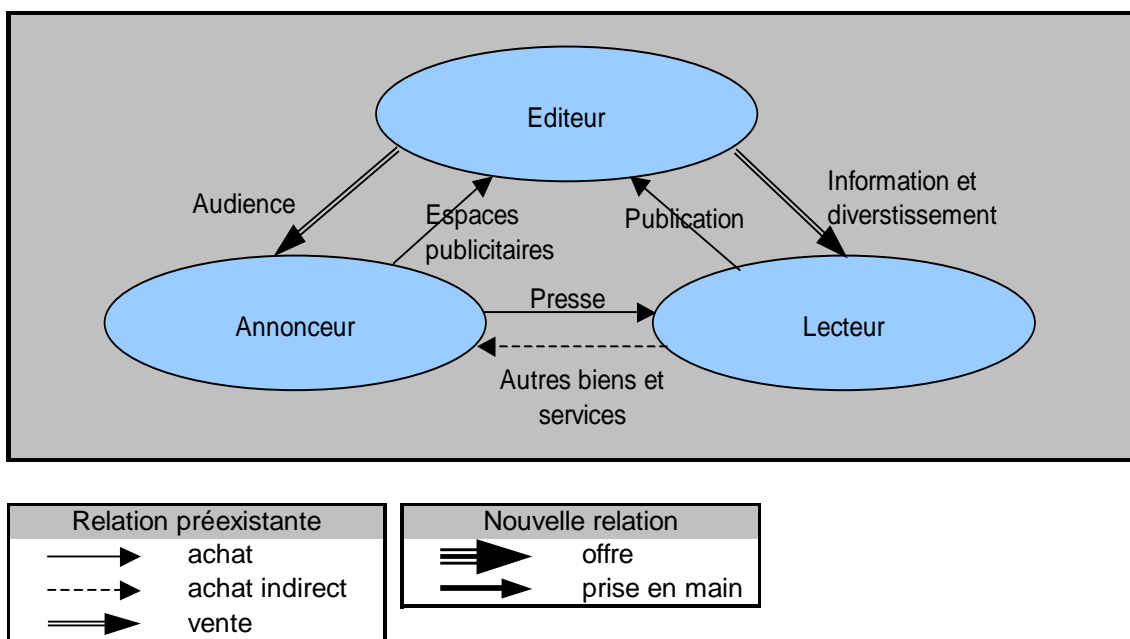 Editeur
Audience
Espaces
publicitaires
Publication
Information et
diverstissement
Annonceur
Presse
Lecteur
Autres biens et
services
Relation préexistante
achat
achat indirect
vente
Nouvelle relation
offre
prise en main